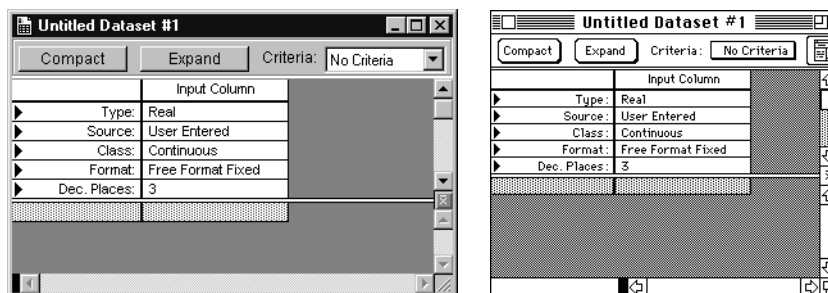 Untitled Dataset #1
Compact Expand Criteria: No Criteria
Input Column
Type: Real
Source: User Entered
Class: Continuous
Format: Free Format Fixed
Dec. Places: 3
Untitled Dataset #1
Compact Expand Criteria: No Criteria
Input Column
Type: Real
Source: User Entered
Class: Continuous
Format: Free Format Fixed
Dec. Places: 3